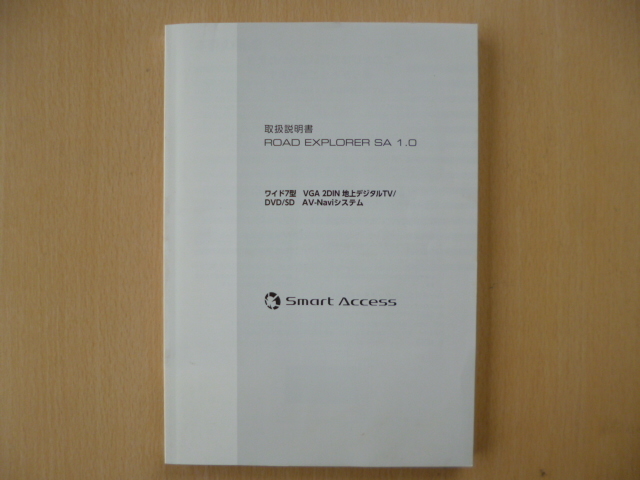 取扱説明書
ROAD EXPLORER SA 1.0
ワイド7型 VGA 2DIN 地上デジタルTV/
DVD/SD AV-Naviシステム
Smart Access